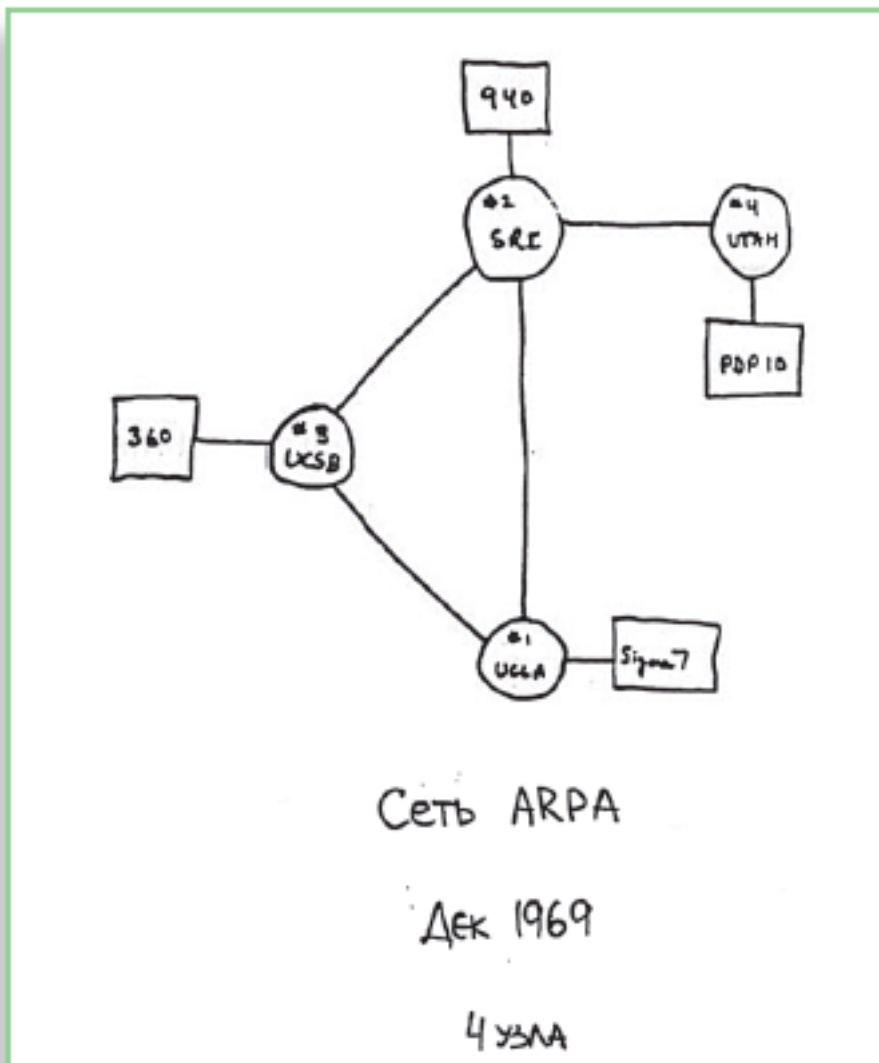 940
#2
SRI
#4
UTAH
PDP 10
360
#3
UCSB
#1
UCLA
Sigma 7
Сеть ARPA
Дек 1969
4 узла